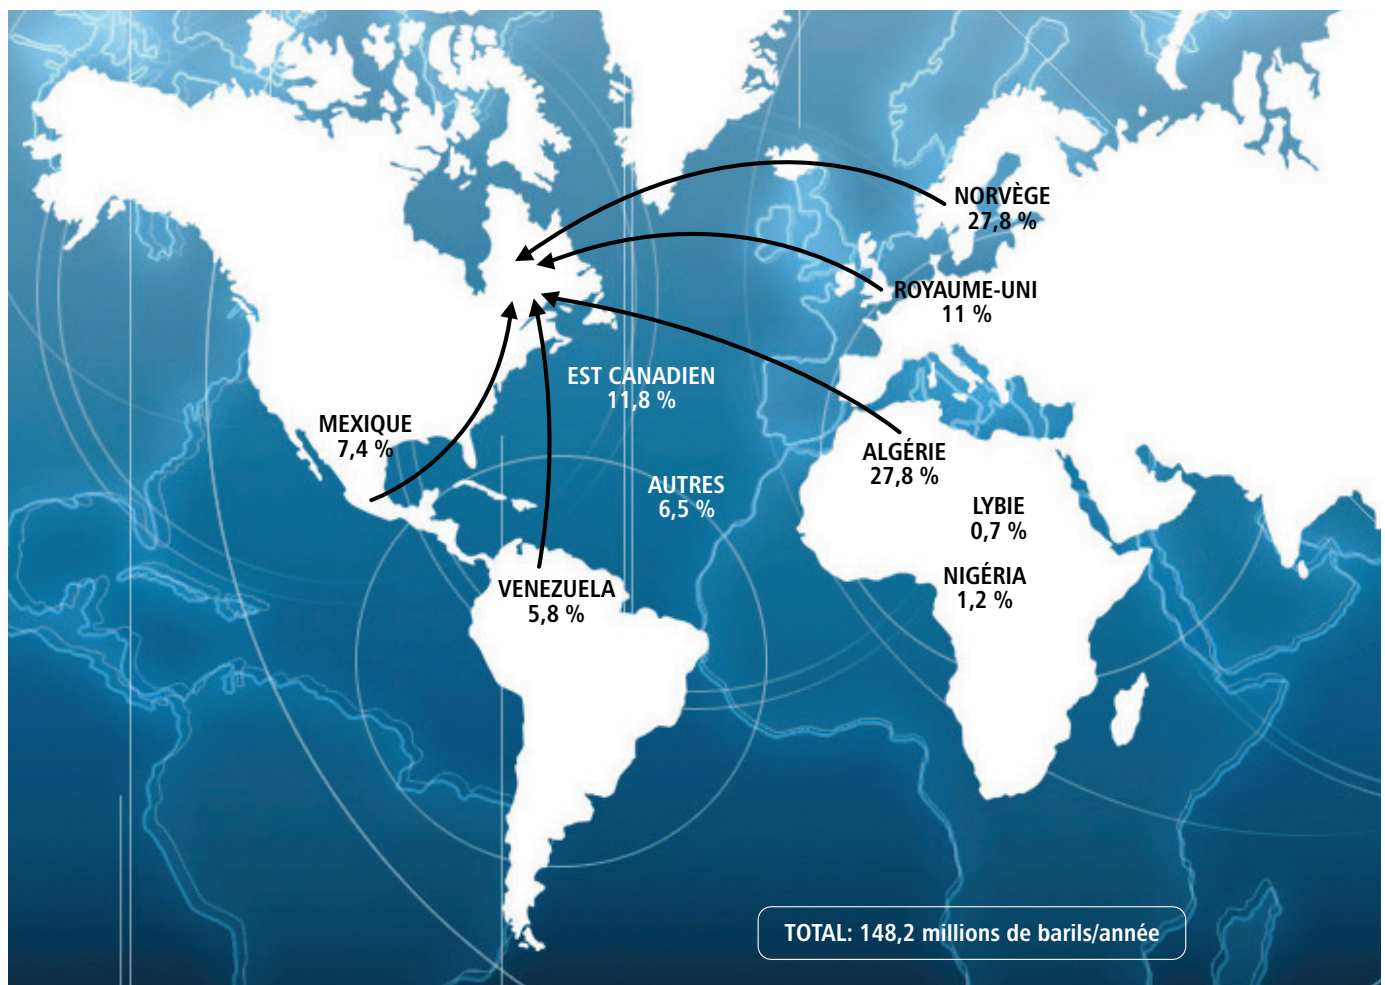 NORVÈGE
27,8 %
ROYAUME-UNI
11 %
EST CANADIEN
11,8 %
MEXIQUE
7,4 %
ALGÉRIE
27,8 %
AUTRES
6,5 %
LYBIE
0,7 %
NIGÉRIA
1,2 %
VENEZUELA
5,8 %
TOTAL: 148,2 millions de barils/année